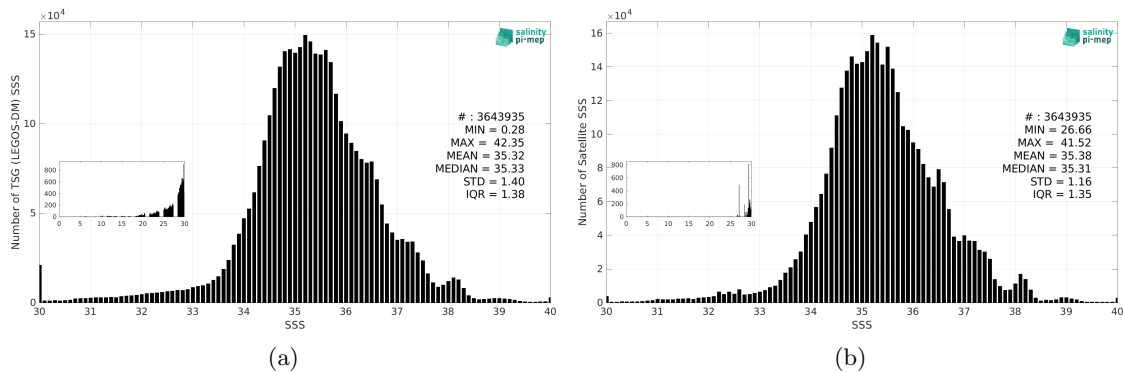 ×10⁴
15
10
5
0
Number of TSG (LEGOS-DM) SSS
30 31 32 33 34 35 36 37 38 39 40
SSS
salinity
pi-mep
# : 3643935
MIN = 0.28
MAX = 42.35
MEAN = 35.32
MEDIAN = 35.33
STD = 1.40
IQR = 1.38
800
600
400
200
0
0 5 10 15 20 25 30
(a)
×10⁴
16
14
12
10
8
6
4
2
0
Number of Satellite SSS
30 31 32 33 34 35 36 37 38 39 40
SSS
salinity
pi-mep
# : 3643935
MIN = 26.66
MAX = 41.52
MEAN = 35.38
MEDIAN = 35.31
STD = 1.16
IQR = 1.35
800
600
400
200
0
0 5 10 15 20 25 30
(b)